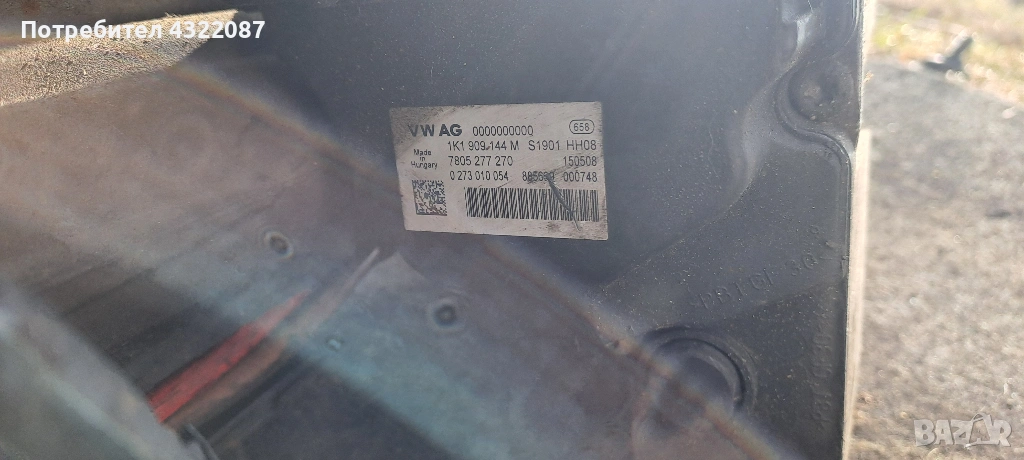 Потребител 4322087
VW AG 0000000000 658
1K1 909 144 M S1901 HH08
Made in Hungary
7805 277 270 150508
0 273 010 054 000748
BAZAR